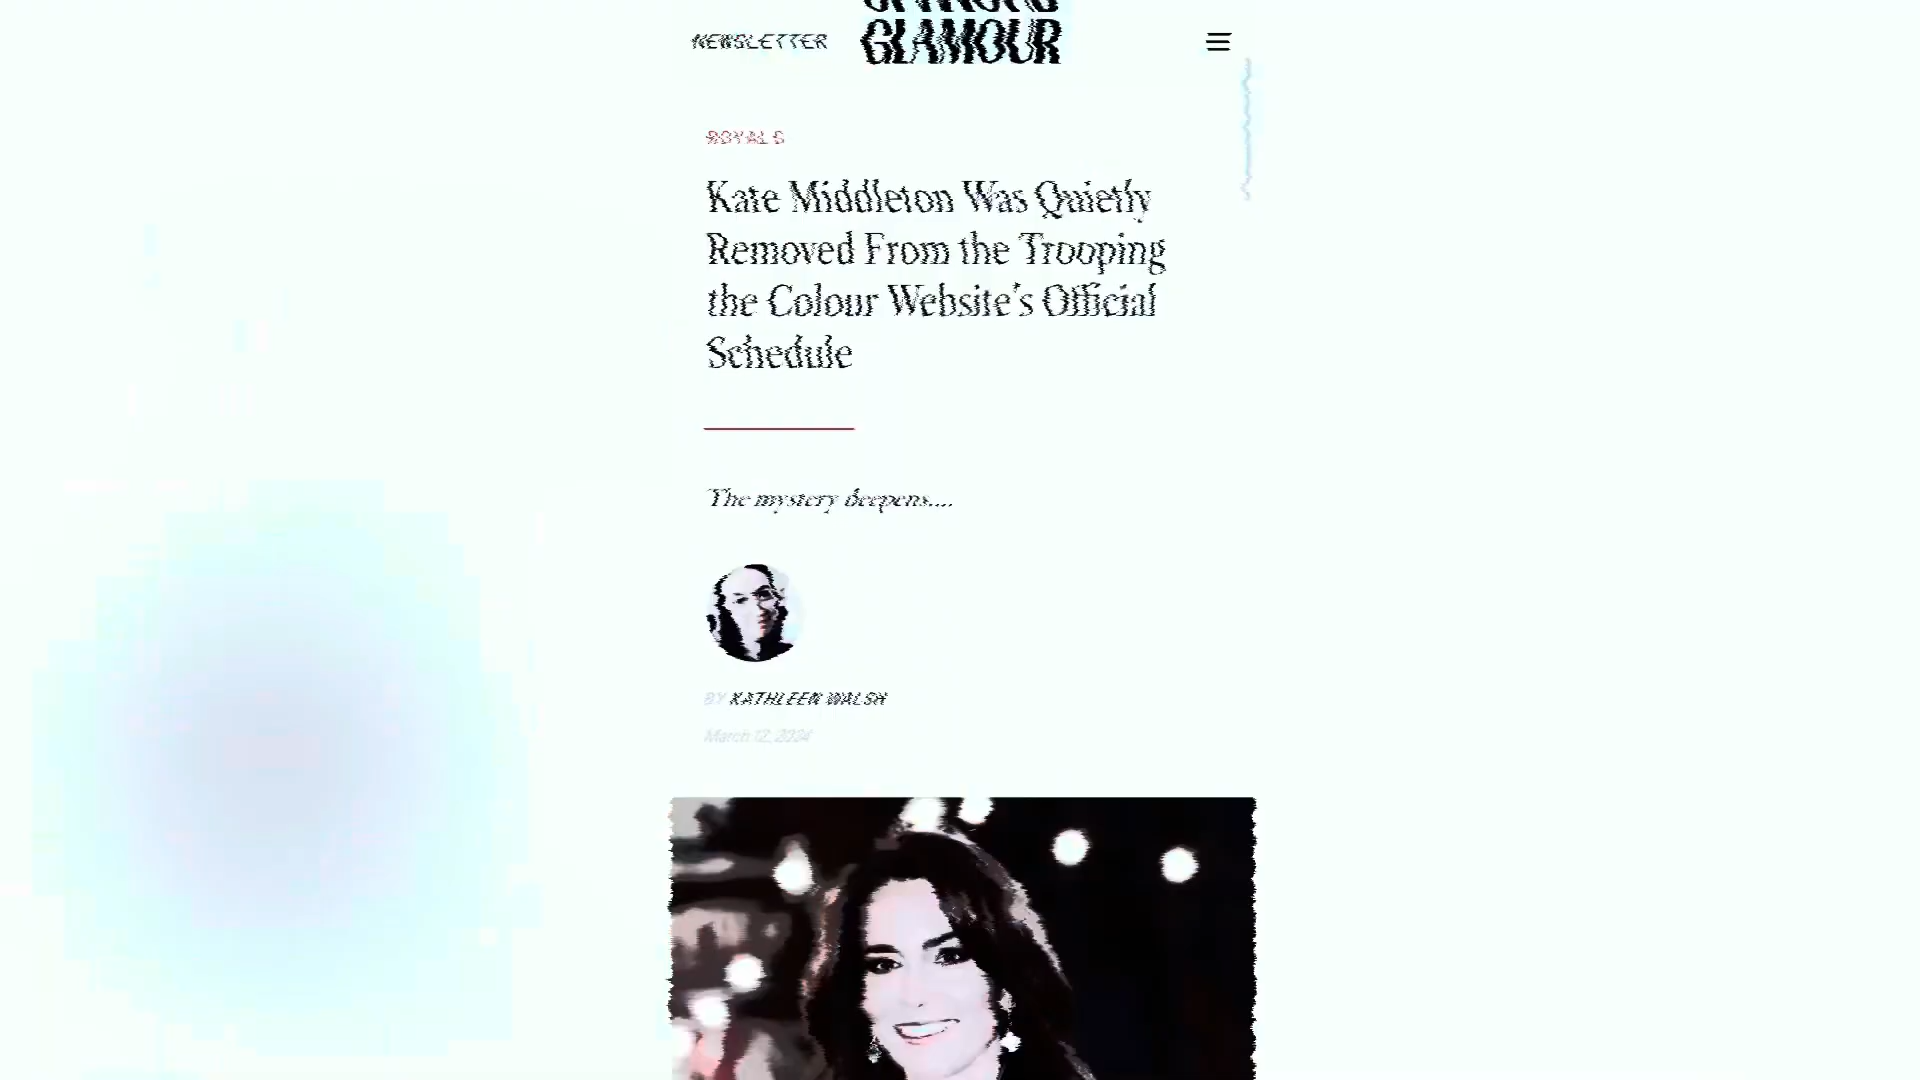 NEWSLETTER
GLAMOUR
ROYALS
Kate Middleton Was Quietly
Removed From the Trooping
the Colour Website's Official
Schedule
The mystery deepens....
BY KATHLEEN WALSH
March 12, 2024